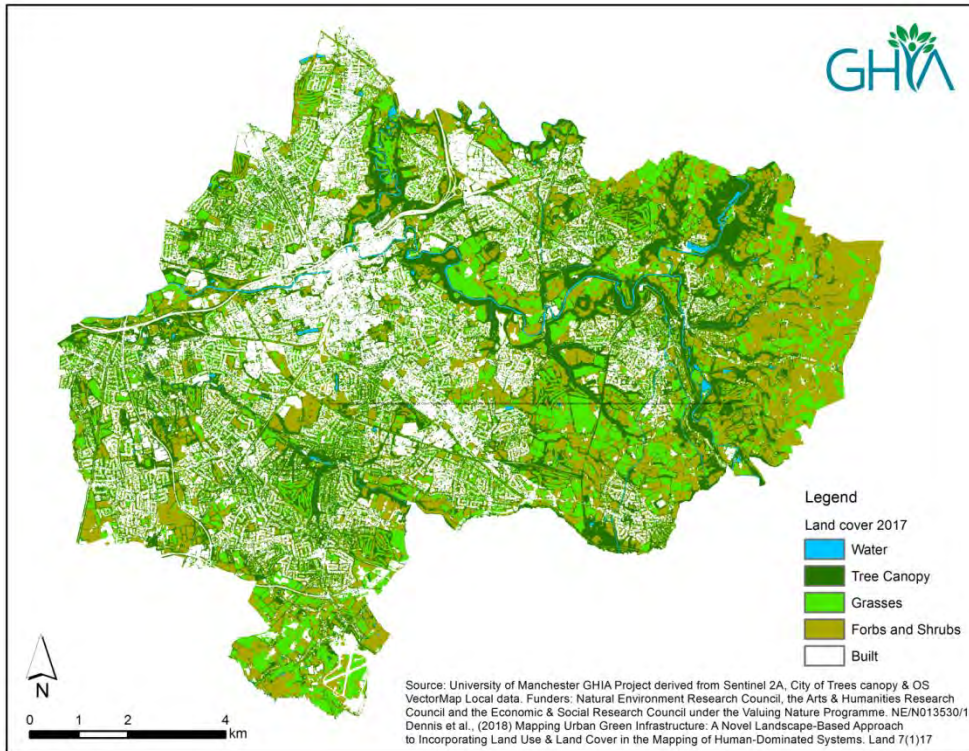 GHIA
Legend
Land cover 2017
Water
Tree Canopy
Grasses
Forbs and Shrubs
Built
N
0 1 2 4
km
Source: University of Manchester GHIA Project derived from Sentinel 2A, City of Trees canopy & OS
VectorMap Local data. Funders: Natural Environment Research Council, the Arts & Humanities Research
Council and the Economic & Social Research Council under the Valuing Nature Programme. NE/N013530/1
Dennis et al., (2018) Mapping Urban Green Infrastructure: A Novel Landscape-Based Approach
to Incorporating Land Use & Land Cover in the Mapping of Human-Dominated Systems. Land 7(1)17